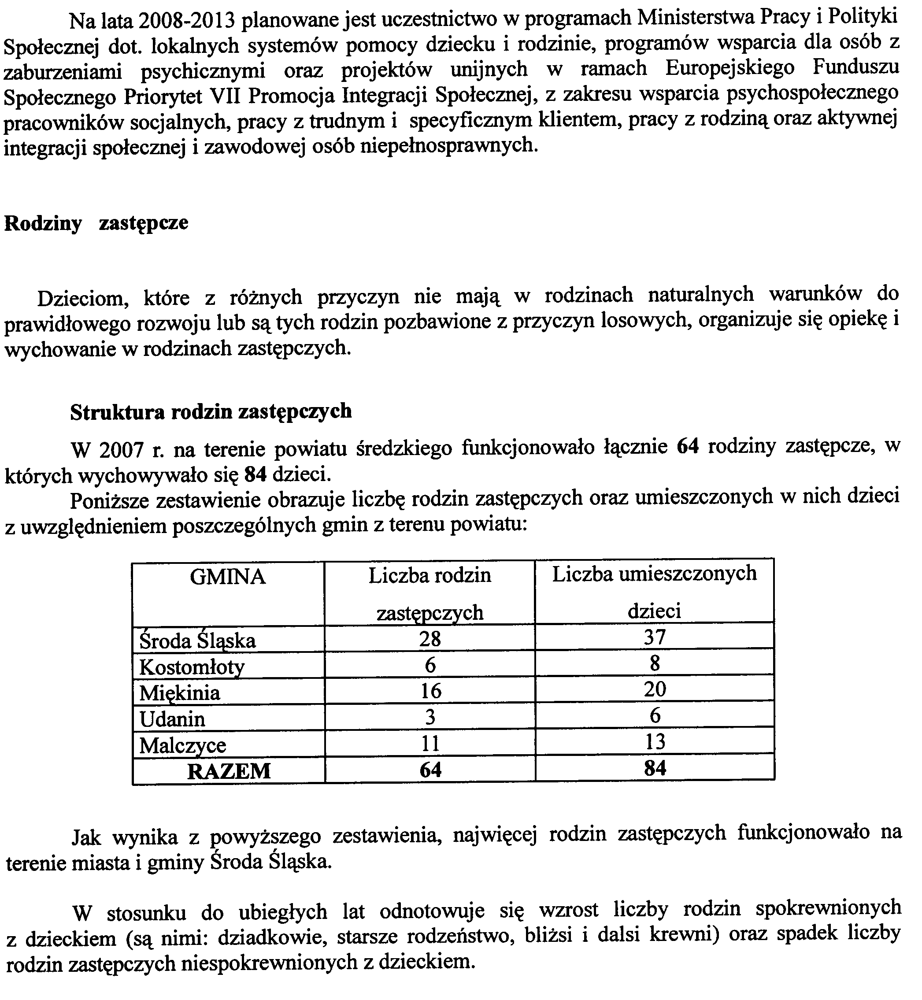 Na lata 2008-2013 planowane jest uczestnictwo w programach Ministerstwa Pracy i Polityki
Społecznej dot. lokalnych systemów pomocy dziecku i rodzinie, programów wsparcia dla osób z
zaburzeniami psychicznymi oraz projektów unijnych w ramach Europejskiego Funduszu
Społecznego Priorytet VII Promocja Integracji Społecznej, z zakresu wsparcia psychospołecznego
pracowników socjalnych, pracy z trudnym i specyficznym klientem, pracy z rodziną oraz aktywnej
integracji społecznej i zawodowej osób niepełnosprawnych.
Rodziny zastępcze
Dzieciom, które z różnych przyczyn nie mają w rodzinach naturalnych warunków do
prawidłowego rozwoju lub są tych rodzin pozbawione z przyczyn losowych, organizuje się opiekę i
wychowanie w rodzinach zastępczych.
Struktura rodzin zastępczych
W 2007 r. na terenie powiatu średzkiego funkcjonowało łącznie 64 rodziny zastępcze, w
których wychowywało się 84 dzieci.
Poniższe zestawienie obrazuje liczbę rodzin zastępczych oraz umieszczonych w nich dzieci
z uwzględnieniem poszczególnych gmin z terenu powiatu:
GMINA Liczba rodzin Liczba umieszczonych
zastępczych dzieci
Środa Śląska 28 37
Kostomłoty 6 8
Miękinia 16 20
Udanin 3 6
Malczyce 11 13
RAZEM 64 84
Jak wynika z powyższego zestawienia, najwięcej rodzin zastępczych funkcjonowało na
terenie miasta i gminy Środa Śląska.
W stosunku do ubiegłych lat odnotowuje się wzrost liczby rodzin spokrewnionych
z dzieckiem (są nimi: dziadkowie, starsze rodzeństwo, bliżsi i dalsi krewni) oraz spadek liczby
rodzin zastępczych niespokrewnionych z dzieckiem.